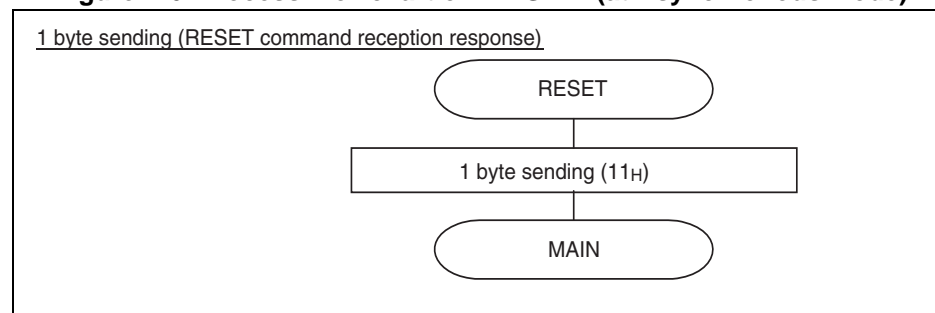 1 byte sending (RESET command reception response)
RESET
1 byte sending (11H)
MAIN